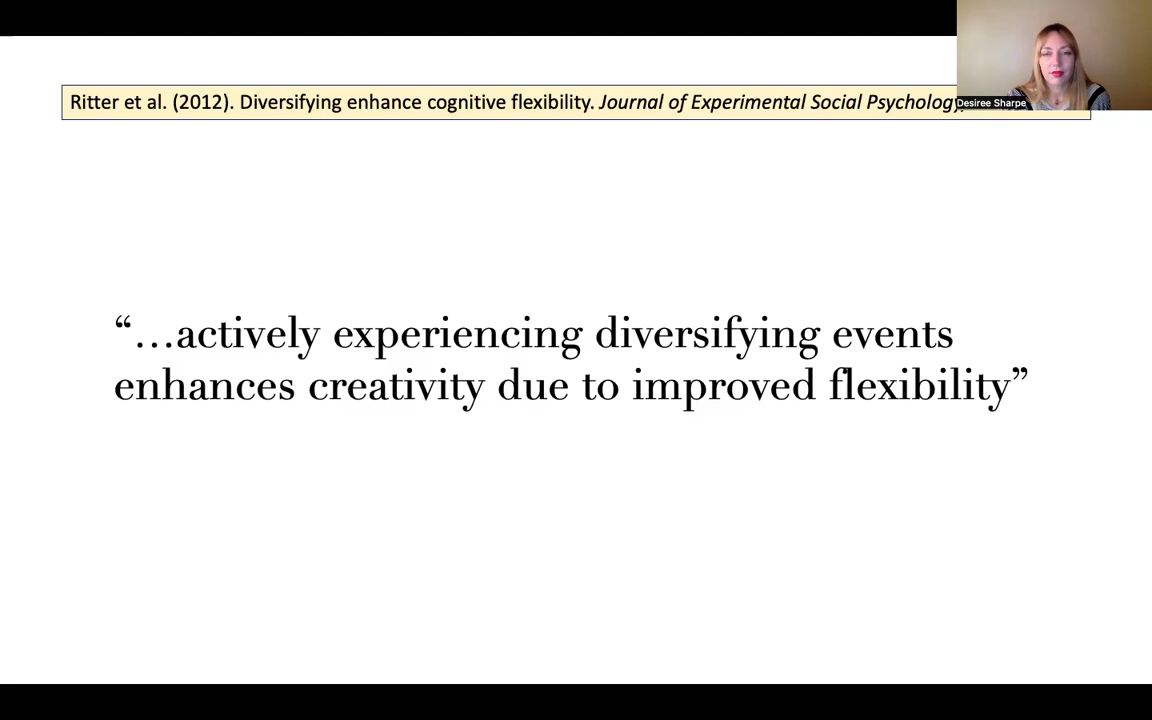 Ritter et al. (2012). Diversifying enhance cognitive flexibility. Journal of Experimental Social Psychology,
Desiree Sharpe
“…actively experiencing diversifying events
enhances creativity due to improved flexibility”